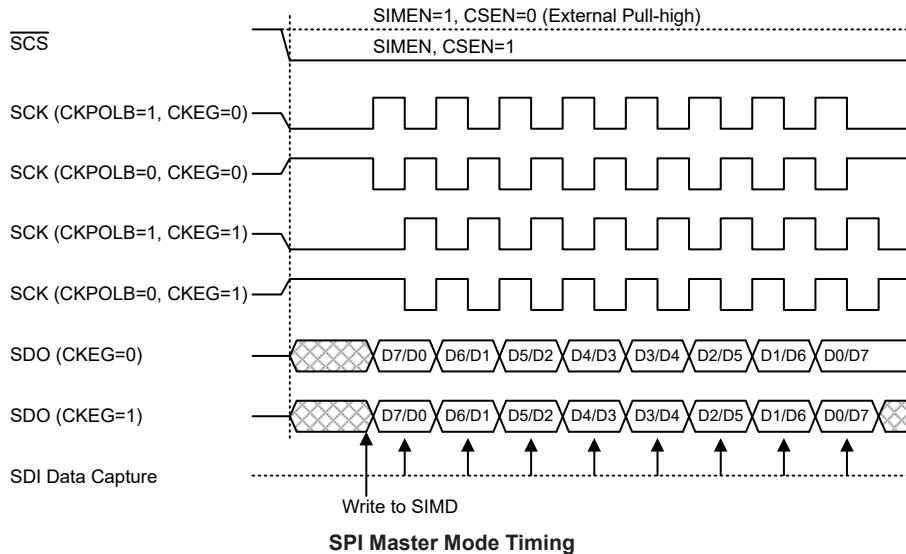 SIMEN=1, CSEN=0 (External Pull-high)
SCS
SIMEN, CSEN=1
SCK (CKPOLB=1, CKEG=0)
SCK (CKPOLB=0, CKEG=0)
SCK (CKPOLB=1, CKEG=1)
SCK (CKPOLB=0, CKEG=1)
SDO (CKEG=0) D7/D0 D6/D1 D5/D2 D4/D3 D3/D4 D2/D5 D1/D6 D0/D7
SDO (CKEG=1) D7/D0 D6/D1 D5/D2 D4/D3 D3/D4 D2/D5 D1/D6 D0/D7
SDI Data Capture
Write to SIMD
SPI Master Mode Timing